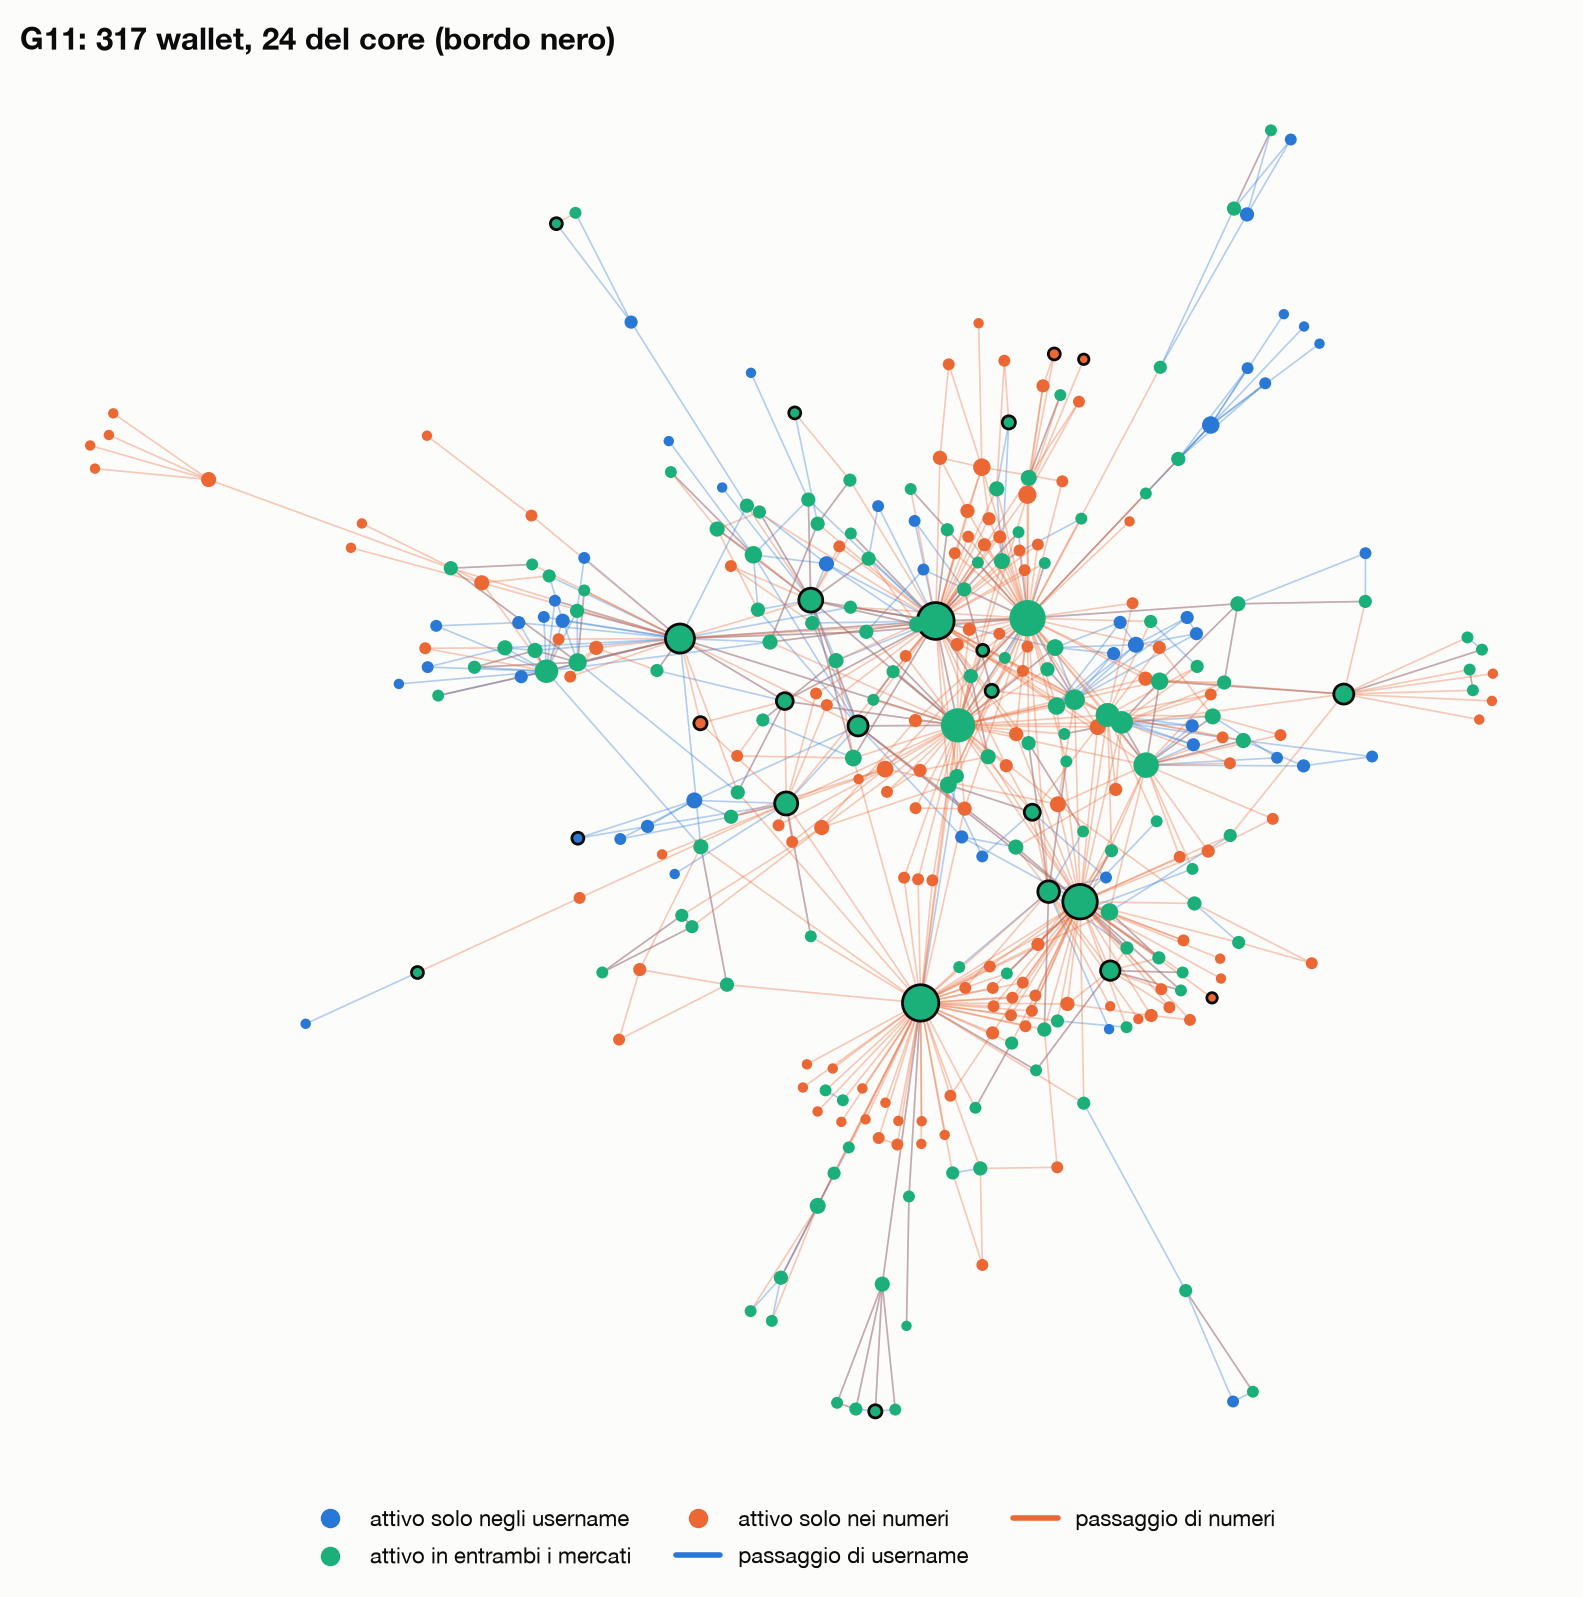 G11: 317 wallet, 24 del core (bordo nero)
attivo solo negli username
attivo solo nei numeri
passaggio di numeri
attivo in entrambi i mercati
passaggio di username